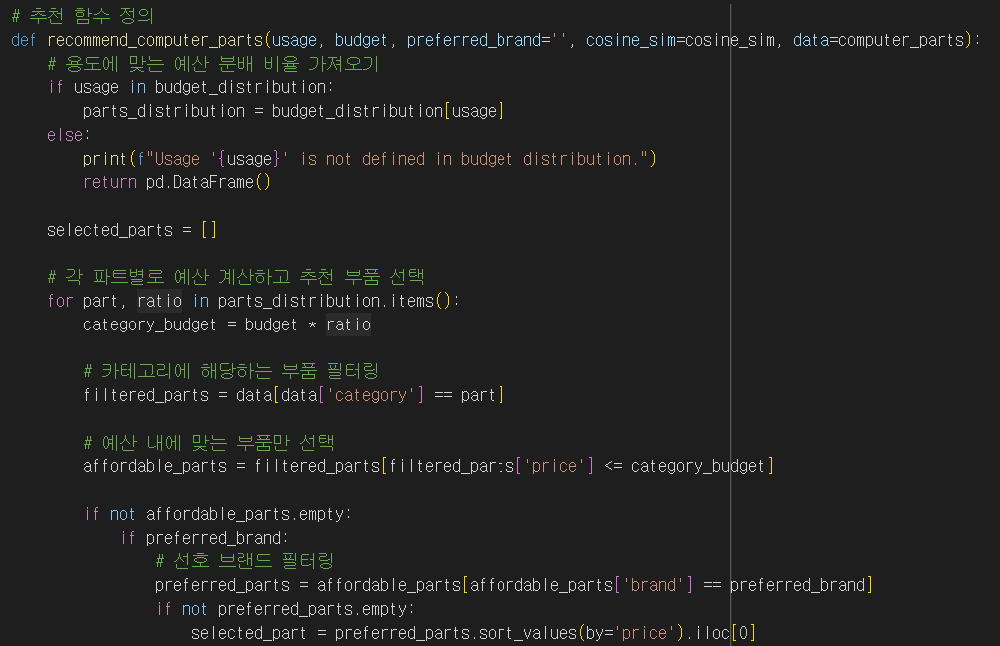 # 추천 함수 정의
def recommend_computer_parts(usage, budget, preferred_brand='', cosine_sim=cosine_sim, data=computer_parts):
    # 용도에 맞는 예산 분배 비율 가져오기
    if usage in budget_distribution:
        parts_distribution = budget_distribution[usage]
    else:
        print(f"Usage '{usage}' is not defined in budget distribution.")
        return pd.DataFrame()

    selected_parts = []

    # 각 파트별로 예산 계산하고 추천 부품 선택
    for part, ratio in parts_distribution.items():
        category_budget = budget * ratio

        # 카테고리에 해당하는 부품 필터링
        filtered_parts = data[data['category'] == part]

        # 예산 내에 맞는 부품만 선택
        affordable_parts = filtered_parts[filtered_parts['price'] <= category_budget]

        if not affordable_parts.empty:
            if preferred_brand:
                # 선호 브랜드 필터링
                preferred_parts = affordable_parts[affordable_parts['brand'] == preferred_brand]
                if not preferred_parts.empty:
                    selected_part = preferred_parts.sort_values(by='price').iloc[0]